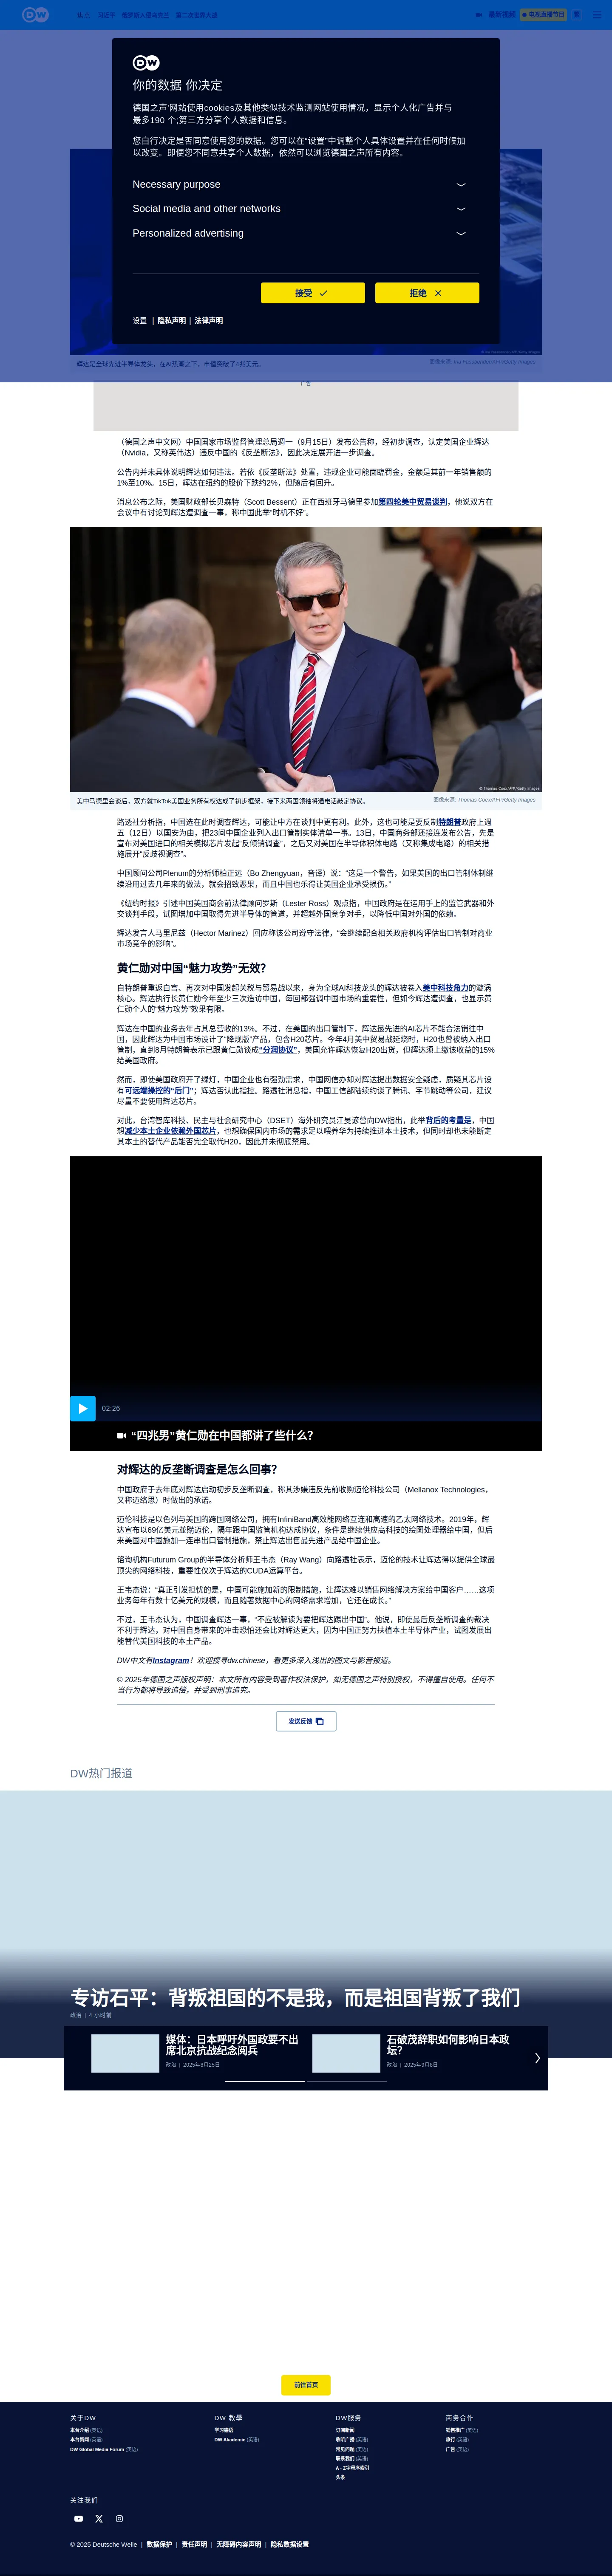 DW
焦点
习近平
俄罗斯入侵乌克兰
第二次世界大战
最新视频
电视直播节目
繁
DW
你的数据 你决定
德国之声'网站使用cookies及其他类似技术监测网站使用情况，显示个人化广告并与
最多190 个;第三方分享个人数据和信息。
您自行决定是否同意使用您的数据。您可以在“设置”中调整个人具体设置并在任何时候加
以改变。即便您不同意共享个人数据，依然可以浏览德国之声所有内容。
Necessary purpose
Social media and other networks
Personalized advertising
接受
拒绝
设置 | 隐私声明 | 法律声明
辉达是全球先进半导体龙头，在AI热潮之下，市值突破了4兆美元。
广告
（德国之声中文网）中国国家市场监督管理总局週一（9月15日）发布公告称，经初步调查，认定美国企业辉达
（Nvidia，又称英伟达）违反中国的《反垄断法》，因此决定展开进一步调查。
公告内并未具体说明辉达如何违法。若依《反垄断法》处置，违规企业可能面临罚金，金额是其前一年销售额的
1%至10%。15日，辉达在纽约的股价下跌约2%，但随后有回升。
消息公布之际，美国财政部长贝森特（Scott Bessent）正在西班牙马德里参加第四轮美中贸易谈判，他说双方在
会议中有讨论到辉达遭调查一事，称中国此举“时机不好”。
© Thomas Coex/AFP/Getty Images
美中马德里会谈后，双方就TikTok美国业务所有权达成了初步框架，接下来两国领袖将通电话敲定协议。
图像来源: Thomas Coex/AFP/Getty Images
路透社分析指，中国选在此时调查辉达，可能让中方在谈判中更有利。此外，这也可能是要反制特朗普政府上週
五（12日）以国安为由，把23间中国企业列入出口管制实体清单一事。13日，中国商务部还接连发布公告，先是
宣布对美国进口的相关模拟芯片发起“反倾销调查”，之后又对美国在半导体积体电路（又称集成电路）的相关措
施展开“反歧视调查”。
中国顾问公司Plenum的分析师柏正远（Bo Zhengyuan，音译）说：“这是一个警告，如果美国的出口管制体制继
续沿用过去几年来的做法，就会招致恶果，而且中国也乐得让美国企业承受损伤。”
《纽约时报》引述中国美国商会前法律顾问罗斯（Lester Ross）观点指，中国政府是在运用手上的监管武器和外
交谈判手段，试图增加中国取得先进半导体的管道，并超越外国竞争对手，以降低中国对外国的依赖。
辉达发言人马里尼兹（Hector Marinez）回应称该公司遵守法律，“会继续配合相关政府机构评估出口管制对商业
市场竞争的影响”。
黄仁勋对中国“魅力攻势”无效？
自特朗普重返白宫、再次对中国发起关税与贸易战以来，身为全球AI科技龙头的辉达被卷入美中科技角力的漩涡
核心。辉达执行长黄仁勋今年至少三次造访中国，每回都强调中国市场的重要性，但如今辉达遭调查，也显示黄
仁勋个人的“魅力攻势”效果有限。
辉达在中国的业务去年占其总营收的13%。不过，在美国的出口管制下，辉达最先进的AI芯片不能合法销往中
国，因此辉达为中国市场设计了“降规版”产品，包含H20芯片。今年4月美中贸易战延烧时，H20也曾被纳入出口
管制，直到8月特朗普表示已跟黄仁勋谈成“分润协议”，美国允许辉达恢复H20出货，但辉达须上缴该收益的15%
给美国政府。
然而，即使美国政府开了绿灯，中国企业也有强劲需求，中国网信办却对辉达提出数据安全疑虑，质疑其芯片设
有可远端操控的“后门”；辉达否认此指控。路透社消息指，中国工信部陆续约谈了腾讯、字节跳动等公司，建议
尽量不要使用辉达芯片。
对此，台湾智库科技、民主与社会研究中心（DSET）海外研究员江旻谚曾向DW指出，此举背后的考量是，中国
想减少本土企业依赖外国芯片，也想确保国内市场的需求足以喂养华为持续推进本土技术，但同时却也未能断定
其本土的替代产品能否完全取代H20，因此并未彻底禁用。
02:26
“四兆男”黄仁勋在中国都讲了些什么？
对辉达的反垄断调查是怎么回事？
中国政府于去年底对辉达启动初步反垄断调查，称其涉嫌违反先前收购迈伦科技公司（Mellanox Technologies，
又称迈络思）时做出的承诺。
迈伦科技是以色列与美国的跨国网络公司，拥有InfiniBand高效能网络互连和高速的乙太网络技术。2019年，辉
达宣布以69亿美元並購迈伦，隔年跟中国监管机构达成协议，条件是继续供应高科技的绘图处理器给中国，但后
来美国对中国施加一连串出口管制措施，禁止辉达出售最先进产品给中国企业。
谘询机构Futurum Group的半导体分析师王韦杰（Ray Wang）向路透社表示，迈伦的技术让辉达得以提供全球最
顶尖的网络科技，重要性仅次于辉达的CUDA运算平台。
王韦杰说：“真正引发担忧的是，中国可能施加新的限制措施，让辉达难以销售网络解决方案给中国客户……这项
业务每年有数十亿美元的规模，而且随著数据中心的网络需求增加，它还在成长。”
不过，王韦杰认为，中国调查辉达一事，“不应被解读为要把辉达踢出中国”。他说，即使最后反垄断调查的裁决
不利于辉达，对中国自身带来的冲击恐怕还会比对辉达更大，因为中国正努力扶植本土半导体产业，试图发展出
能替代美国科技的本土产品。
DW中文有Instagram！欢迎搜寻dw.chinese，看更多深入浅出的图文与影音报道。
© 2025年德国之声版权声明：本文所有内容受到著作权法保护，如无德国之声特别授权，不得擅自使用。任何不
当行为都将导致追偿，并受到刑事追究。
发送反馈
DW热门报道
专访石平：背叛祖国的不是我，而是祖国背叛了我们
政治 | 4 小时前
媒体：日本呼吁外国政要不出
席北京抗战纪念阅兵
政治 | 2025年8月25日
石破茂辞职如何影响日本政
坛？
政治 | 2025年9月8日
前往首页
关于DW
本台介绍 (英语)
本台新闻 (英语)
DW Global Media Forum (英语)
DW 教學
学习德语
DW Akademie (英语)
DW服务
订阅新闻
收听广播 (英语)
常见问题 (英语)
联系我们 (英语)
A - Z字母序索引
头条
商务合作
销售推广 (英语)
旅行 (英语)
广告 (英语)
关注我们
© 2025 Deutsche Welle | 数据保护 | 责任声明 | 无障碍内容声明 | 隐私数据设置